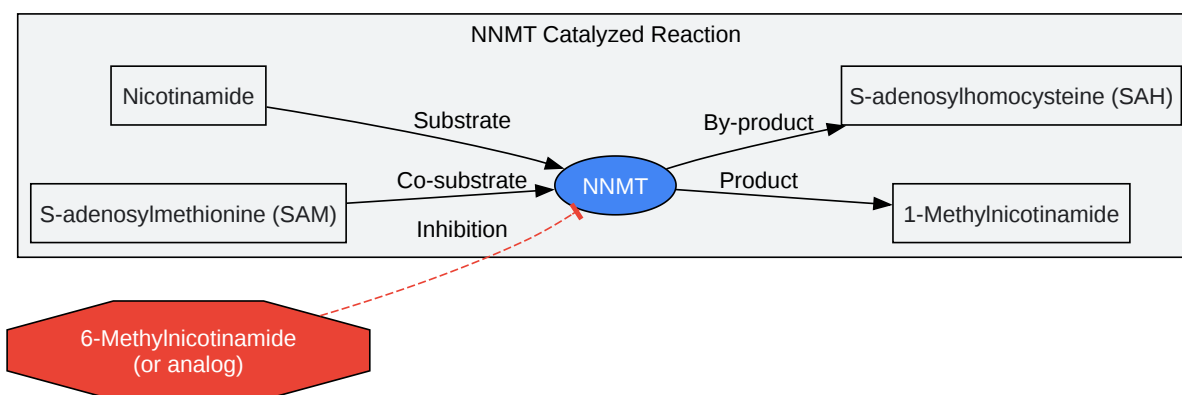 NNMT Catalyzed Reaction
Nicotinamide
S-adenosylhomocysteine (SAH)
Substrate
By-product
Co-substrate
NNMT
Product
S-adenosylmethionine (SAM)
1-Methylnicotinamide
Inhibition
6-Methylnicotinamide
(or analog)